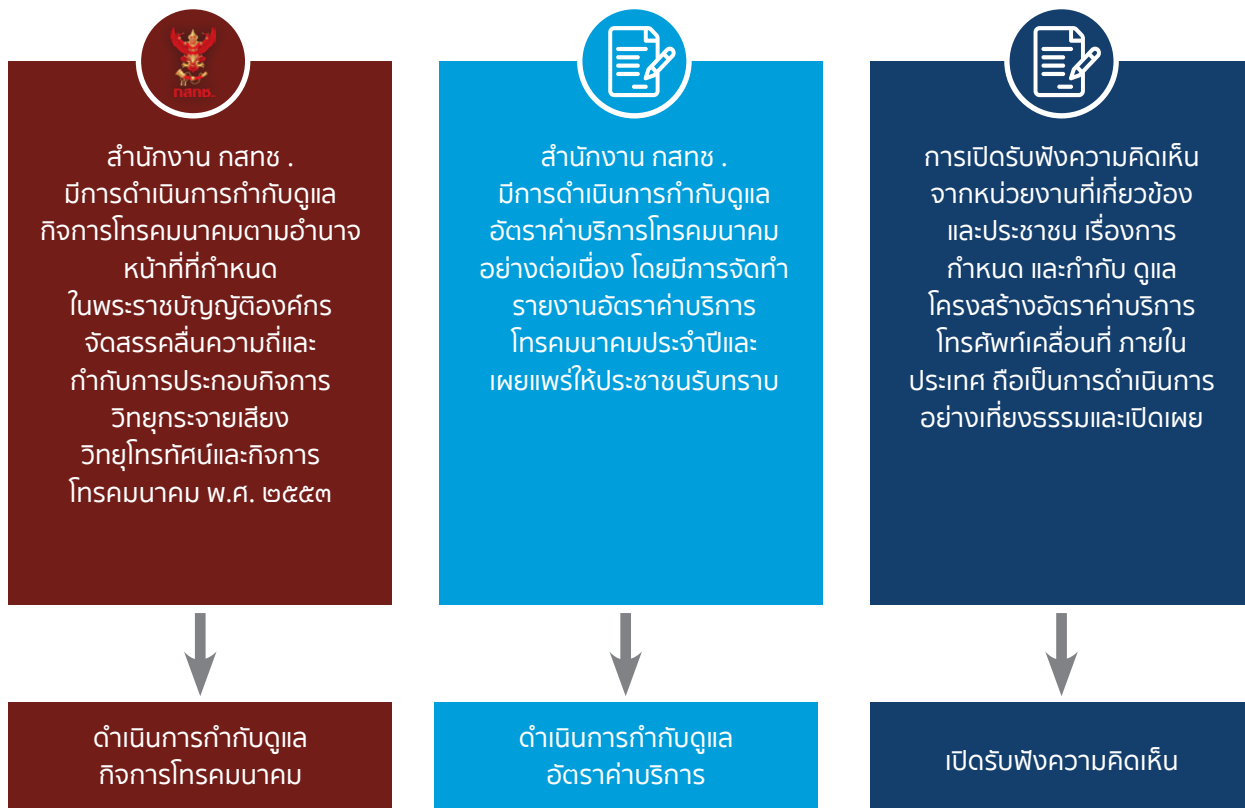 กสทช.
สำนักงาน กสทช .
มีการดำเนินการกำกับดูแล
กิจการโทรคมนาคมตามอำนาจ
หน้าที่ที่กำหนด
ในพระราชบัญญัติองค์กร
จัดสรรคลื่นความถี่และ
กำกับการประกอบกิจการ
วิทยุกระจายเสียง
วิทยุโทรทัศน์และกิจการ
โทรคมนาคม พ.ศ. ๒๕๕๓
ดำเนินการกำกับดูแล
กิจการโทรคมนาคม
สำนักงาน กสทช .
มีการดำเนินการกำกับดูแล
อัตราค่าบริการโทรคมนาคม
อย่างต่อเนื่อง โดยมีการจัดทำ
รายงานอัตราค่าบริการ
โทรคมนาคมประจำปีและ
เผยแพร่ให้ประชาชนรับทราบ
ดำเนินการกำกับดูแล
อัตราค่าบริการ
การเปิดรับฟังความคิดเห็น
จากหน่วยงานที่เกี่ยวข้อง
และประชาชน เรื่องการ
กำหนด และกำกับ ดูแล
โครงสร้างอัตราค่าบริการ
โทรศัพท์เคลื่อนที่ ภายใน
ประเทศ ถือเป็นการดำเนินการ
อย่างเที่ยงธรรมและเปิดเผย
เปิดรับฟังความคิดเห็น